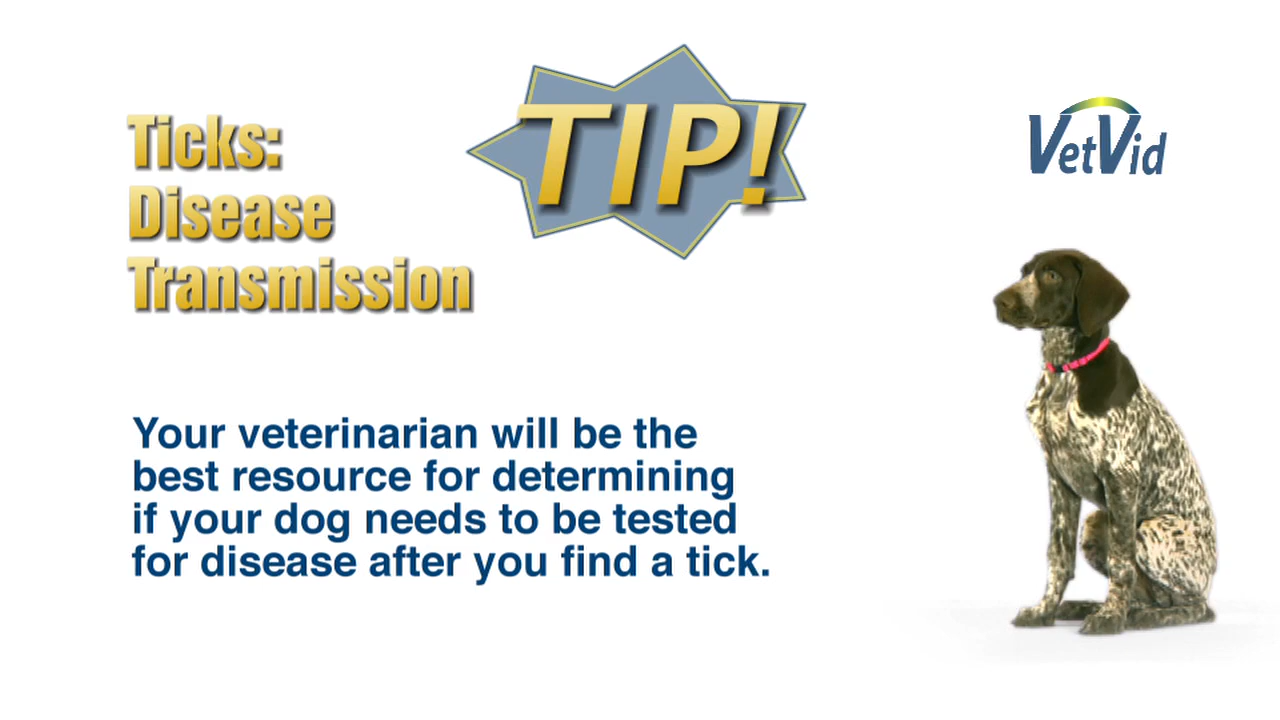 Ticks:
Disease
Transmission
TIP!
VetVid
Your veterinarian will be the
best resource for determining
if your dog needs to be tested
for disease after you find a tick.